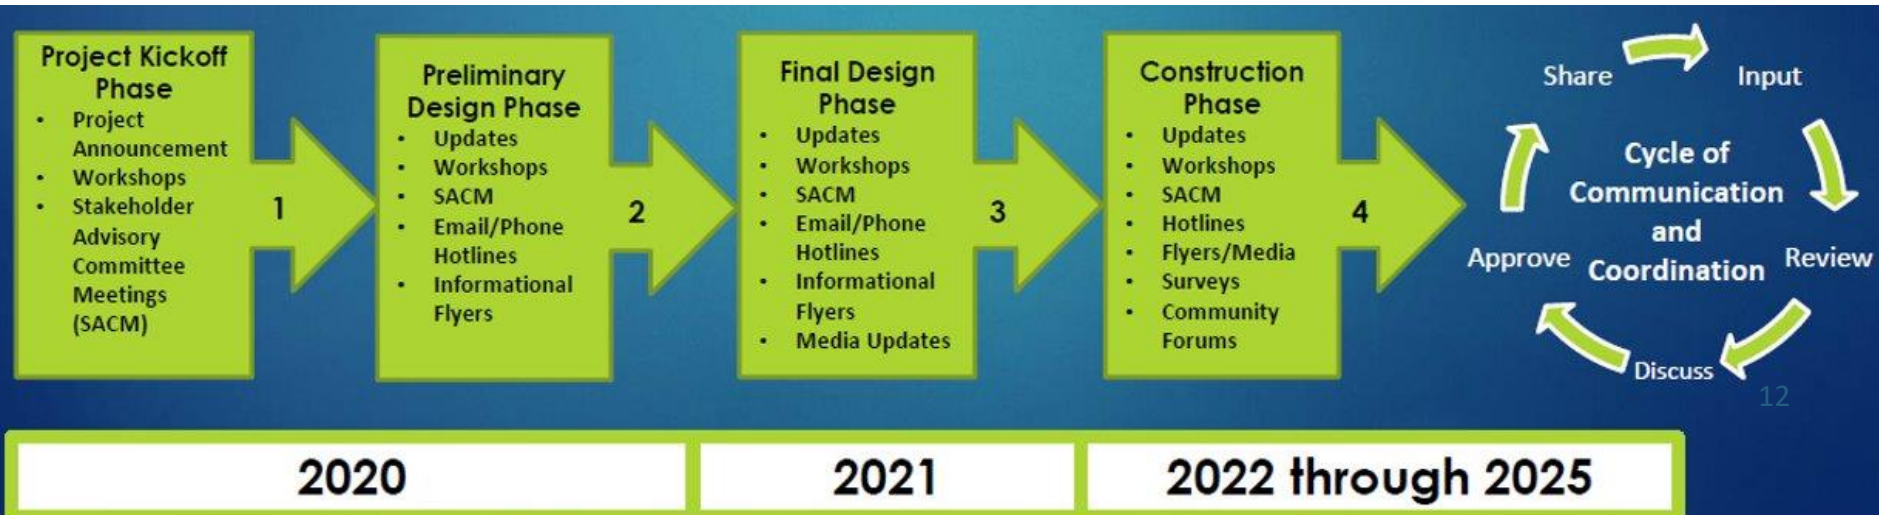 Project Kickoff
Phase
• Project
Announcement
• Workshops
• Stakeholder
Advisory
Committee
Meetings
(SACM)
1
Preliminary
Design Phase
• Updates
• Workshops
• SACM
• Email/Phone
Hotlines
• Informational
Flyers
2
Final Design
Phase
• Updates
• Workshops
• SACM
• Email/Phone
Hotlines
• Informational
Flyers
• Media Updates
3
Construction
Phase
• Updates
• Workshops
• SACM
• Hotlines
• Flyers/Media
• Surveys
• Community
Forums
4
Share
Input
Review
Discuss
Approve
Cycle of
Communication
and
Coordination
12
2020
2021
2022 through 2025